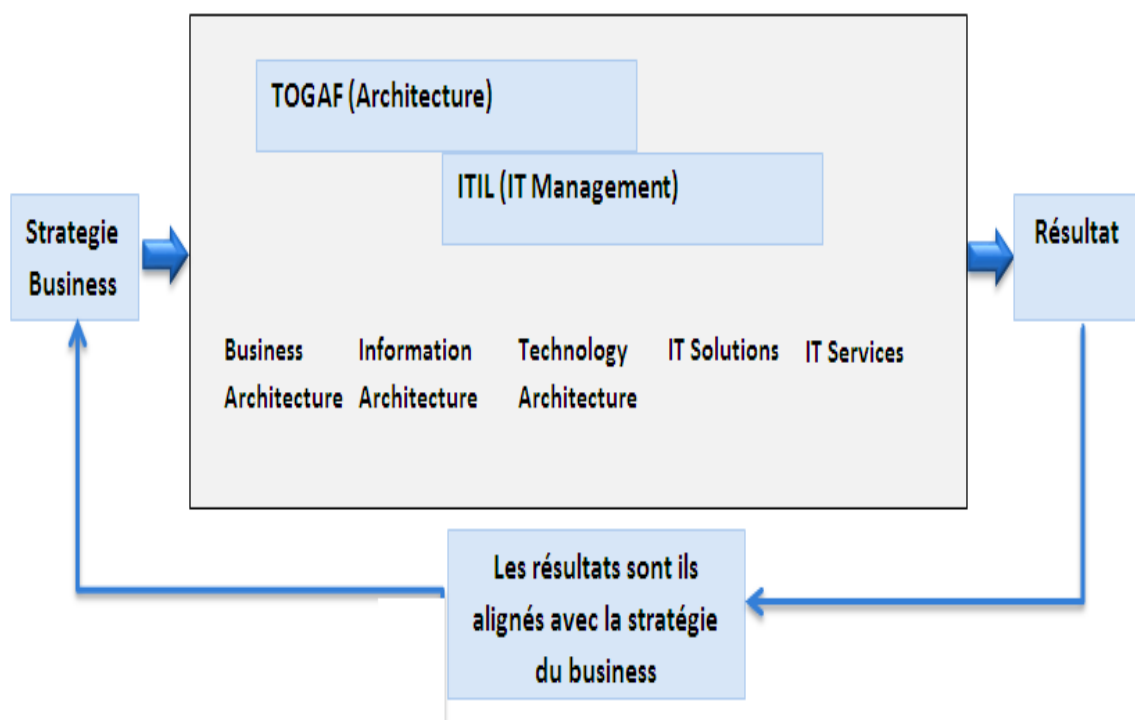 TOGAF (Architecture)
ITIL (IT Management)
Strategie
Business
Résultat
Business
Architecture
Information
Architecture
Technology
Architecture
IT Solutions
IT Services
Les résultats sont ils
alignés avec la stratégie
du business